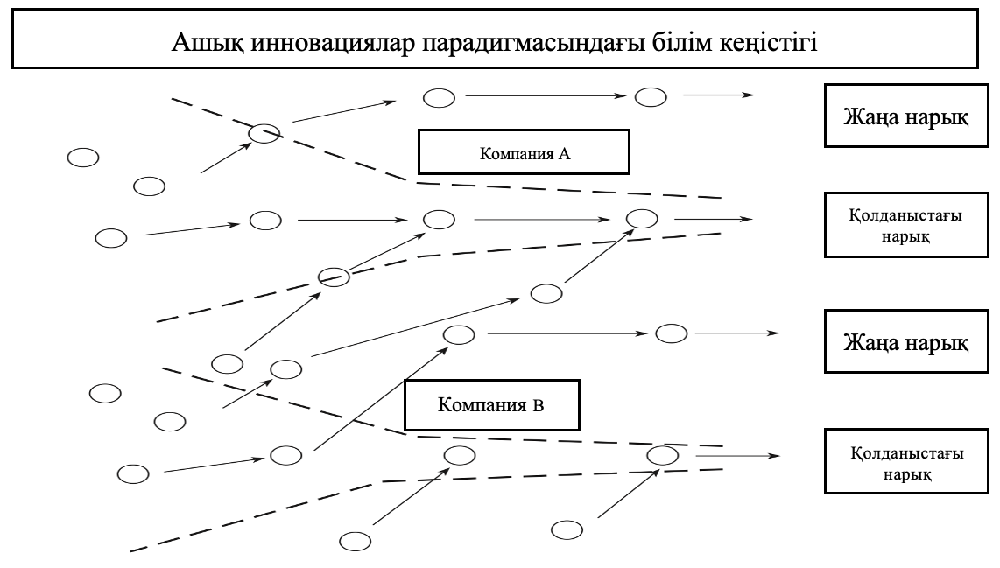 Ашық инновациялар парадигмасындағы білім кеңістігі
Жаңа нарық
Компания А
Қолданыстағы
нарық
Жаңа нарық
Компания В
Қолданыстағы
нарық